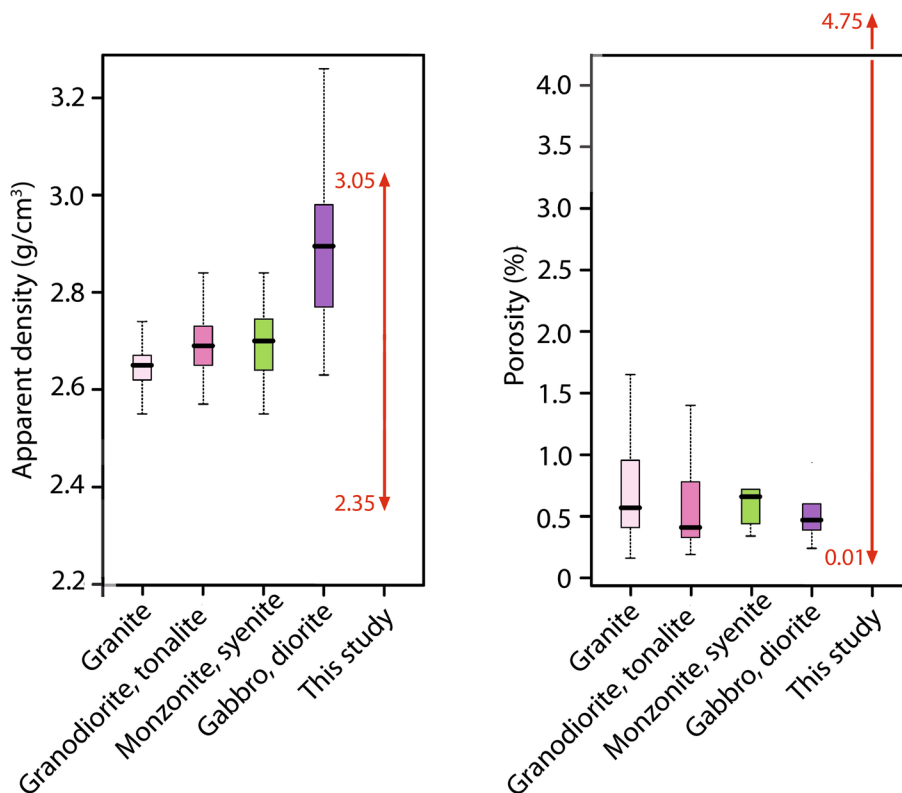 Apparent density (g/cm³)
3.2
3.0
2.8
2.6
2.4
2.2
3.05
2.35
Granite
Granodiorite, tonalite
Monzonite, syenite
Gabbro, diorite
This study
Porosity (%)
4.75
4.0
3.5
3.0
2.5
2.0
1.5
1.0
0.5
0
0.01
Granite
Granodiorite, tonalite
Monzonite, syenite
Gabbro, diorite
This study